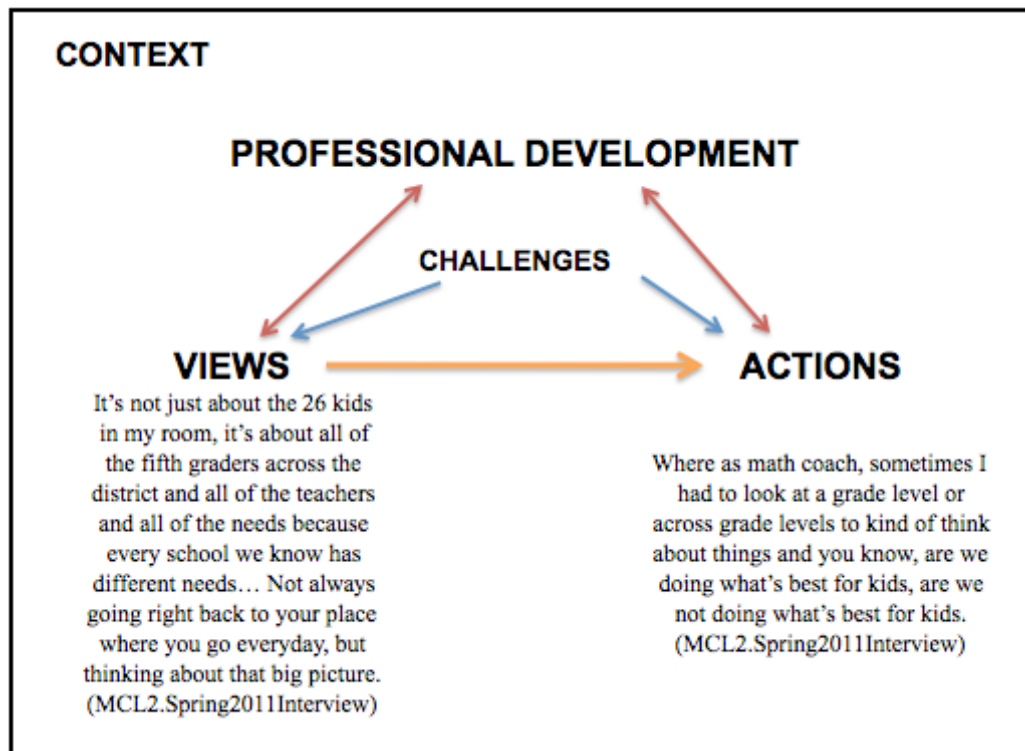 CONTEXT
PROFESSIONAL DEVELOPMENT
CHALLENGES
VIEWS
It's not just about the 26 kids
in my room, it's about all of
the fifth graders across the
district and all of the teachers
and all of the needs because
every school we know has
different needs… Not always
going right back to your place
where you go everyday, but
thinking about that big picture.
(MCL2.Spring2011Interview)
ACTIONS
Where as math coach, sometimes I
had to look at a grade level or
across grade levels to kind of think
about things and you know, are we
doing what's best for kids, are we
not doing what's best for kids.
(MCL2.Spring2011Interview)